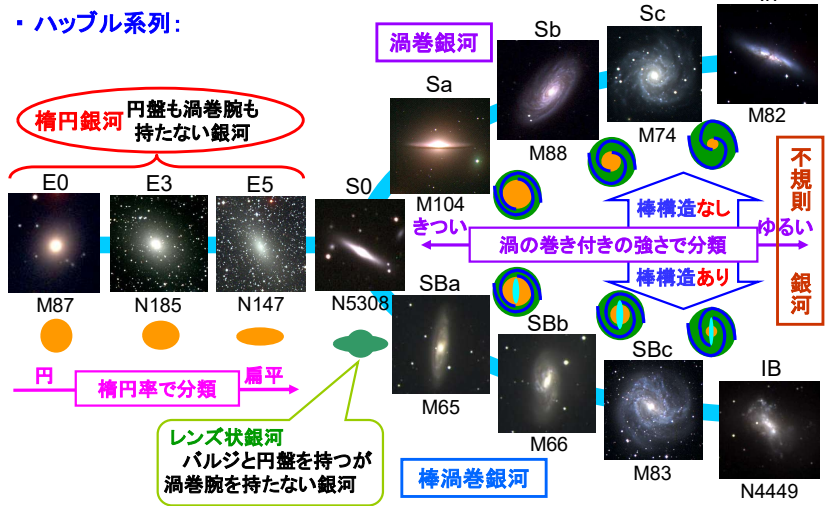 ・ハッブル系列：
渦巻銀河
楕円銀河 円盤も渦巻腕も
持たない銀河
E0
M87
E3
N185
E5
N147
S0
N5308
Sa
M104
Sb
M88
Sc
M74
M82
棒構造なし
きつい
渦の巻き付きの強さで分類
ゆるい
棒構造あり
不規則 銀河
SBa
M65
SBb
M66
SBc
M83
IB
N4449
円
楕円率で分類
扁平
レンズ状銀河
バルジと円盤を持つが
渦巻腕を持たない銀河
棒渦巻銀河